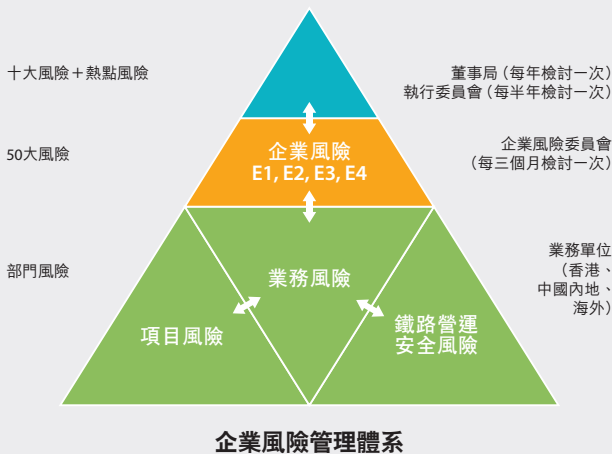 十大風險＋熱點風險
董事局（每年檢討一次）
執行委員會（每半年檢討一次）
50大風險
企業風險
E1, E2, E3, E4
企業風險委員會
（每三個月檢討一次）
部門風險
業務風險
業務單位
（香港、
中國內地、
海外）
項目風險
鐵路營運
安全風險
企業風險管理體系